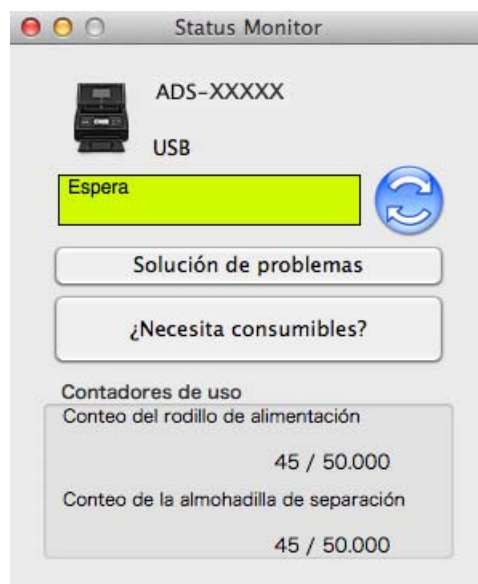 Status Monitor
ADS-XXXXX
USB
Espera
Solución de problemas
¿Necesita consumibles?
Contadores de uso
Conteo del rodillo de alimentación
45 / 50.000
Conteo de la almohadilla de separación
45 / 50.000